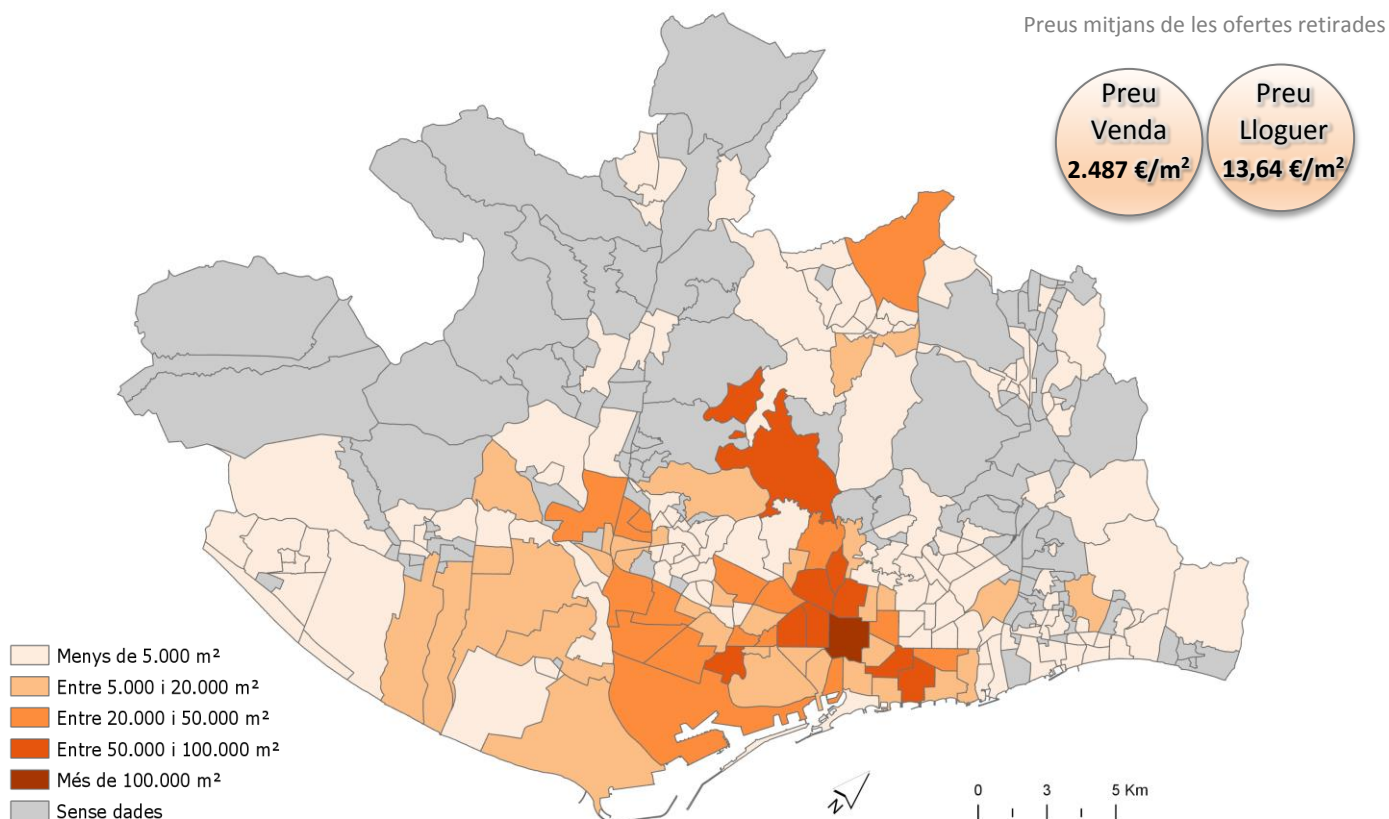 Preus mitjans de les ofertes retirades
Preu
Venda
2.487 €/m²
Preu
Lloguer
13,64 €/m²
Menys de 5.000 m²
Entre 5.000 i 20.000 m²
Entre 20.000 i 50.000 m²
Entre 50.000 i 100.000 m²
Més de 100.000 m²
Sense dades
N
0 3 5 Km